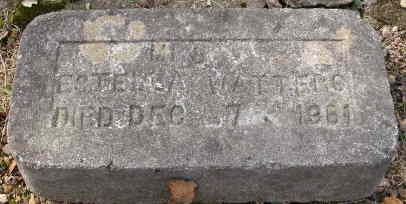 ESTELLA WATTERS
DIED DEC 7 1961